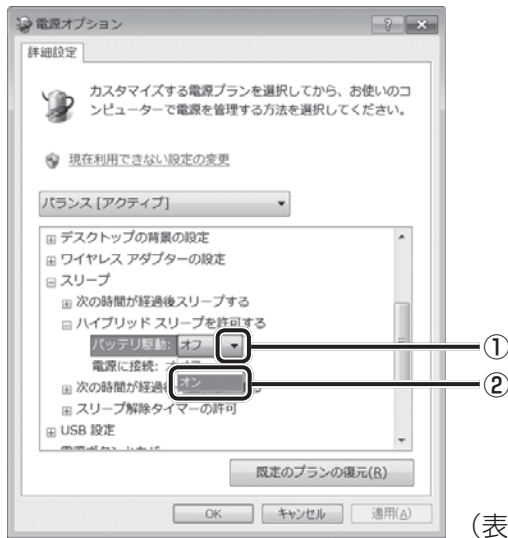 電源オプション
詳細設定
カスタマイズする電源プランを選択してから、お使いのコ
ンピューターで電源を管理する方法を選択してください。
現在利用できない設定の変更
バランス [アクティブ]
デスクトップの背景の設定
ワイヤレス アダプターの設定
スリープ
次の時間が経過後スリープする
ハイブリッド スリープを許可する
バッテリ駆動: オフ
①
電源に接続:
オン
②
次の時間が経過
スリープ解除タイマーの許可
USB 設定
既定のプランの復元(R)
OK キャンセル 適用(A)
(表